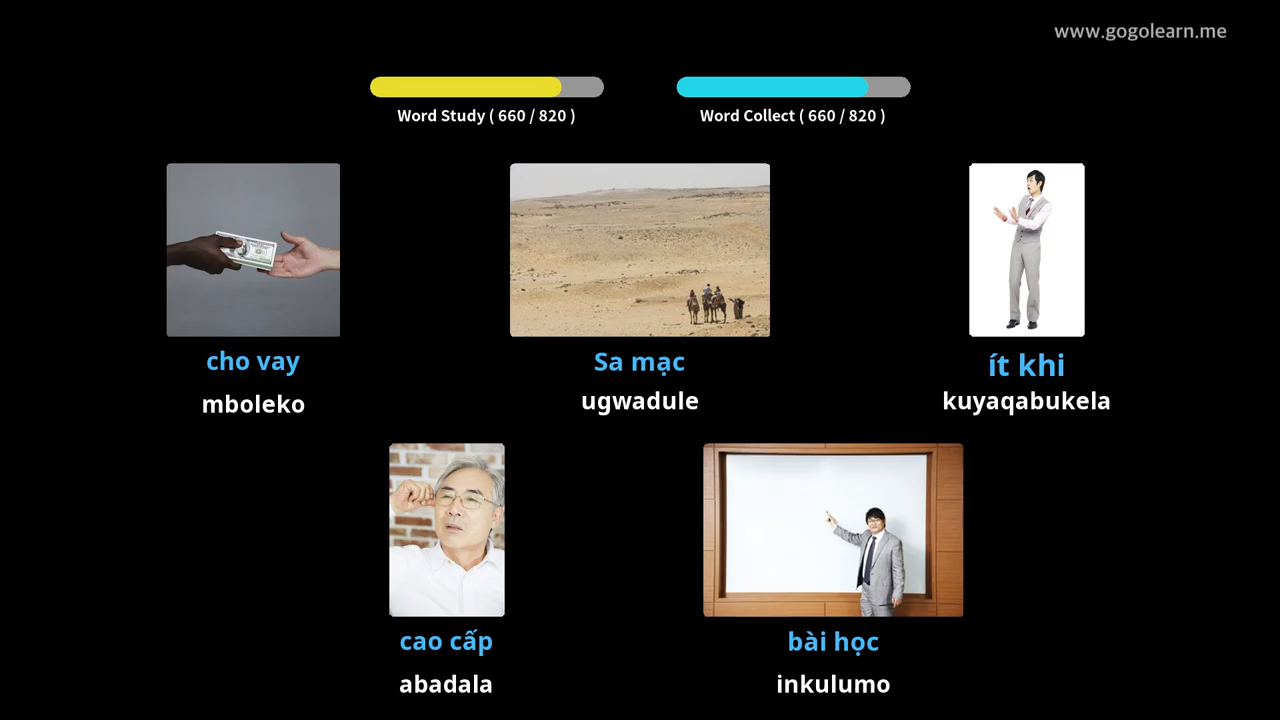 www.gogolearn.me
Word Study ( 660 / 820 )
Word Collect ( 660 / 820 )
cho vay
mboleko
Sa mạc
ugwadule
ít khi
kuyaqabukela
cao cấp
abadala
bài học
inkulumo